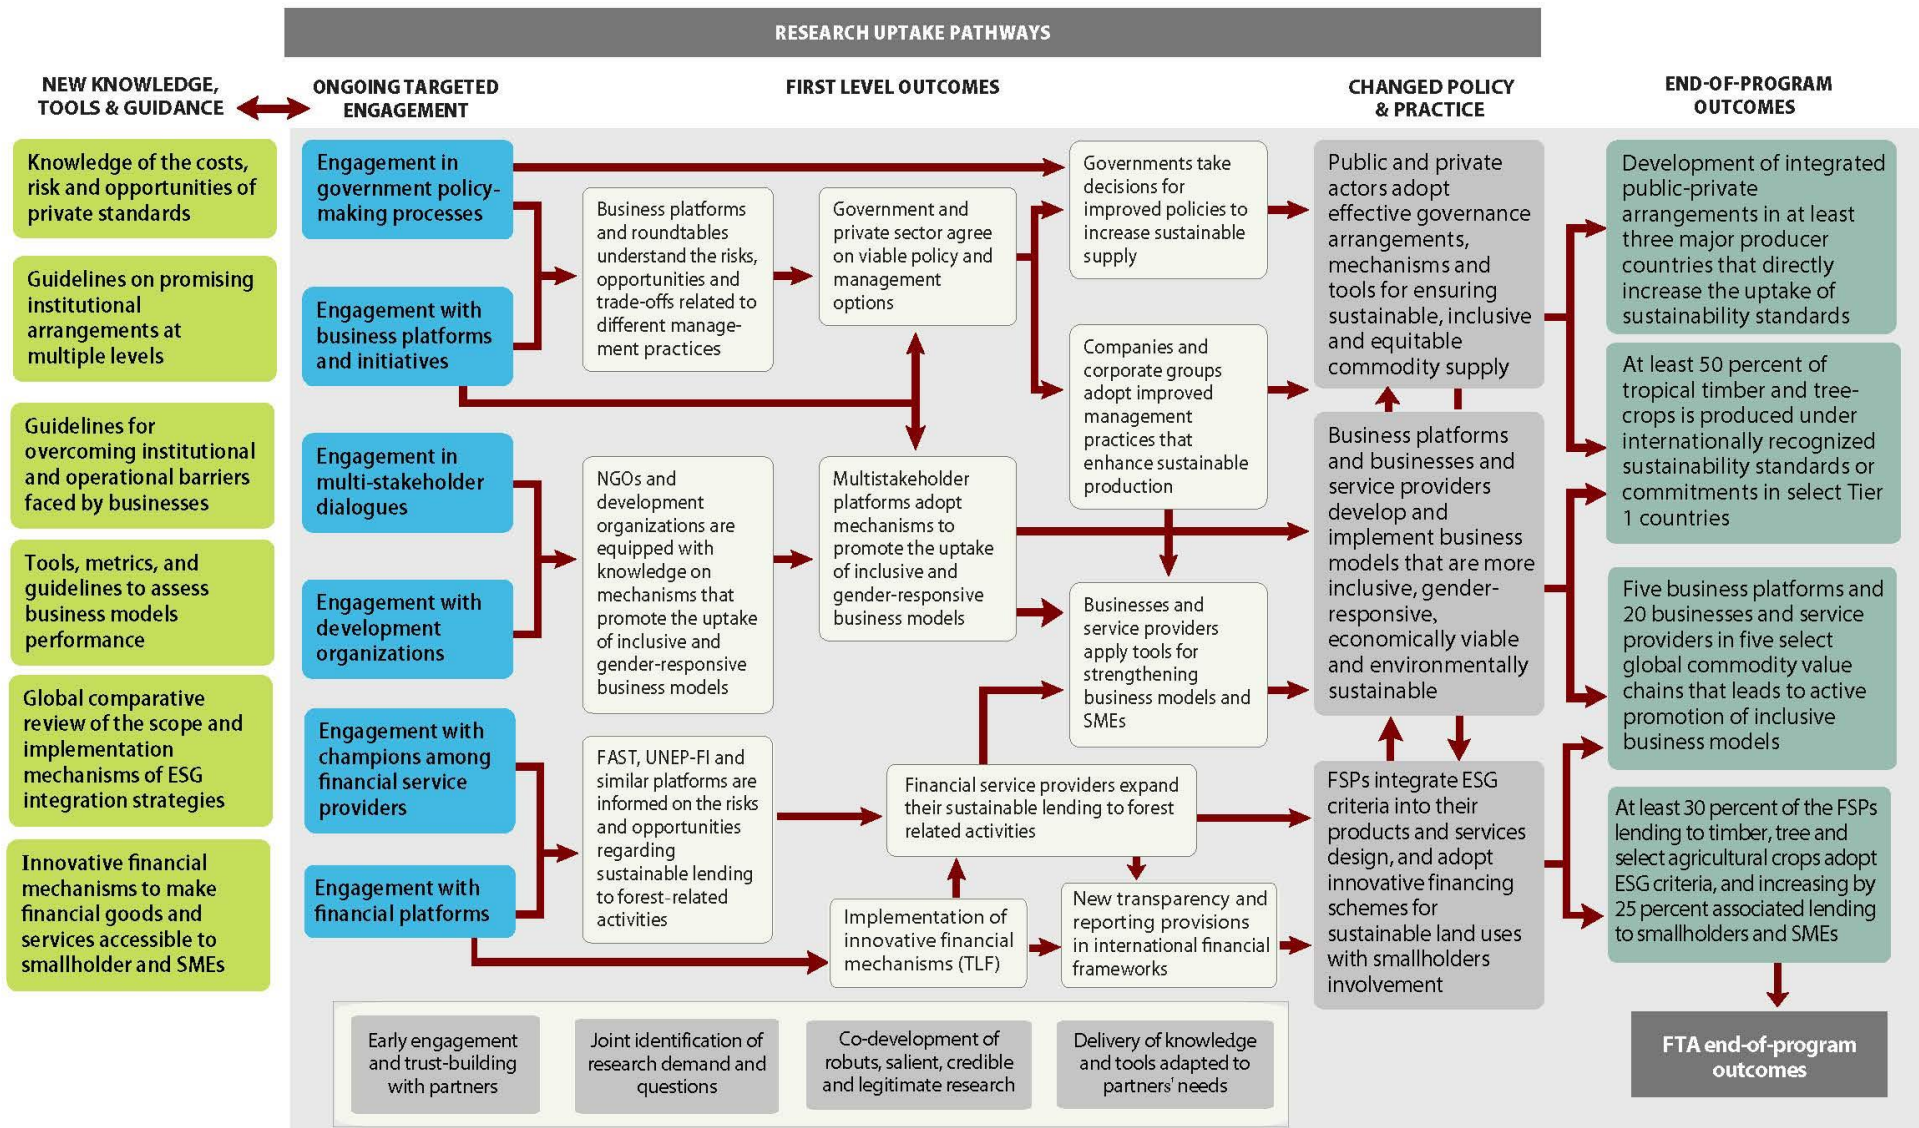 RESEARCH UPTAKE PATHWAYS
NEW KNOWLEDGE,
TOOLS & GUIDANCE
ONGOING TARGETED
ENGAGEMENT
FIRST LEVEL OUTCOMES
CHANGED POLICY
& PRACTICE
END-OF-PROGRAM
OUTCOMES
Knowledge of the costs,
risk and opportunities of
private standards
Guidelines on promising
institutional
arrangements at
multiple levels
Guidelines for
overcoming institutional
and operational barriers
faced by businesses
Tools, metrics, and
guidelines to assess
business models
performance
Global comparative
review of the scope and
implementation
mechanisms of ESG
integration strategies
Innovative financial
mechanisms to make
financial goods and
services accessible to
smallholder and SMEs
Engagement in
government policy-
making processes
Engagement with
business platforms
and initiatives
Engagement in
multi-stakeholder
dialogues
Engagement with
development
organizations
Engagement with
champions among
financial service
providers
Engagement with
financial platforms
Business platforms
and roundtables
understand the risks,
opportunities and
trade-offs related to
different manage-
ment practices
NGOs and
development
organizations are
equipped with
knowledge on
mechanisms that
promote the uptake
of inclusive and
gender-responsive
business models
FAST, UNEP-FI and
similar platforms are
informed on the risks
and opportunities
regarding
sustainable lending
to forest-related
activities
Government and
private sector agree
on viable policy and
management
options
Multistakeholder
platforms adopt
mechanisms to
promote the uptake
of inclusive and
gender-responsive
business models
Financial service providers expand
their sustainable lending to forest
related activities
Implementation of
innovative financial
mechanisms (TLF)
Governments take
decisions for
improved policies to
increase sustainable
supply
Companies and
corporate groups
adopt improved
management
practices that
enhance sustainable
production
Businesses and
service providers
apply tools for
strengthening
business models and
SMEs
New transparency and
reporting provisions
in international financial
frameworks
Public and private
actors adopt
effective governance
arrangements,
mechanisms and
tools for ensuring
sustainable, inclusive
and equitable
commodity supply
Business platforms
and businesses and
service providers
develop and
implement business
models that are more
inclusive, gender-
responsive,
economically viable
and environmentally
sustainable
FSPs integrate ESG
criteria into their
products and services
design, and adopt
innovative financing
schemes for
sustainable land uses
with smallholders
involvement
Development of integrated
public-private
arrangements in at least
three major producer
countries that directly
increase the uptake of
sustainability standards
At least 50 percent of
tropical timber and tree-
crops is produced under
internationally recognized
sustainability standards or
commitments in select Tier
1 countries
Five business platforms and
20 businesses and service
providers in five select
global commodity value
chains that leads to active
promotion of inclusive
business models
At least 30 percent of the FSPs
lending to timber, tree and
select agricultural crops adopt
ESG criteria, and increasing by
25 percent associated lending
to smallholders and SMEs
FTA end-of-program
outcomes
Early engagement
and trust-building
with partners
Joint identification of
research demand and
questions
Co-development of
robuts, salient, credible
and legitimate research
Delivery of knowledge
and tools adapted to
partners' needs